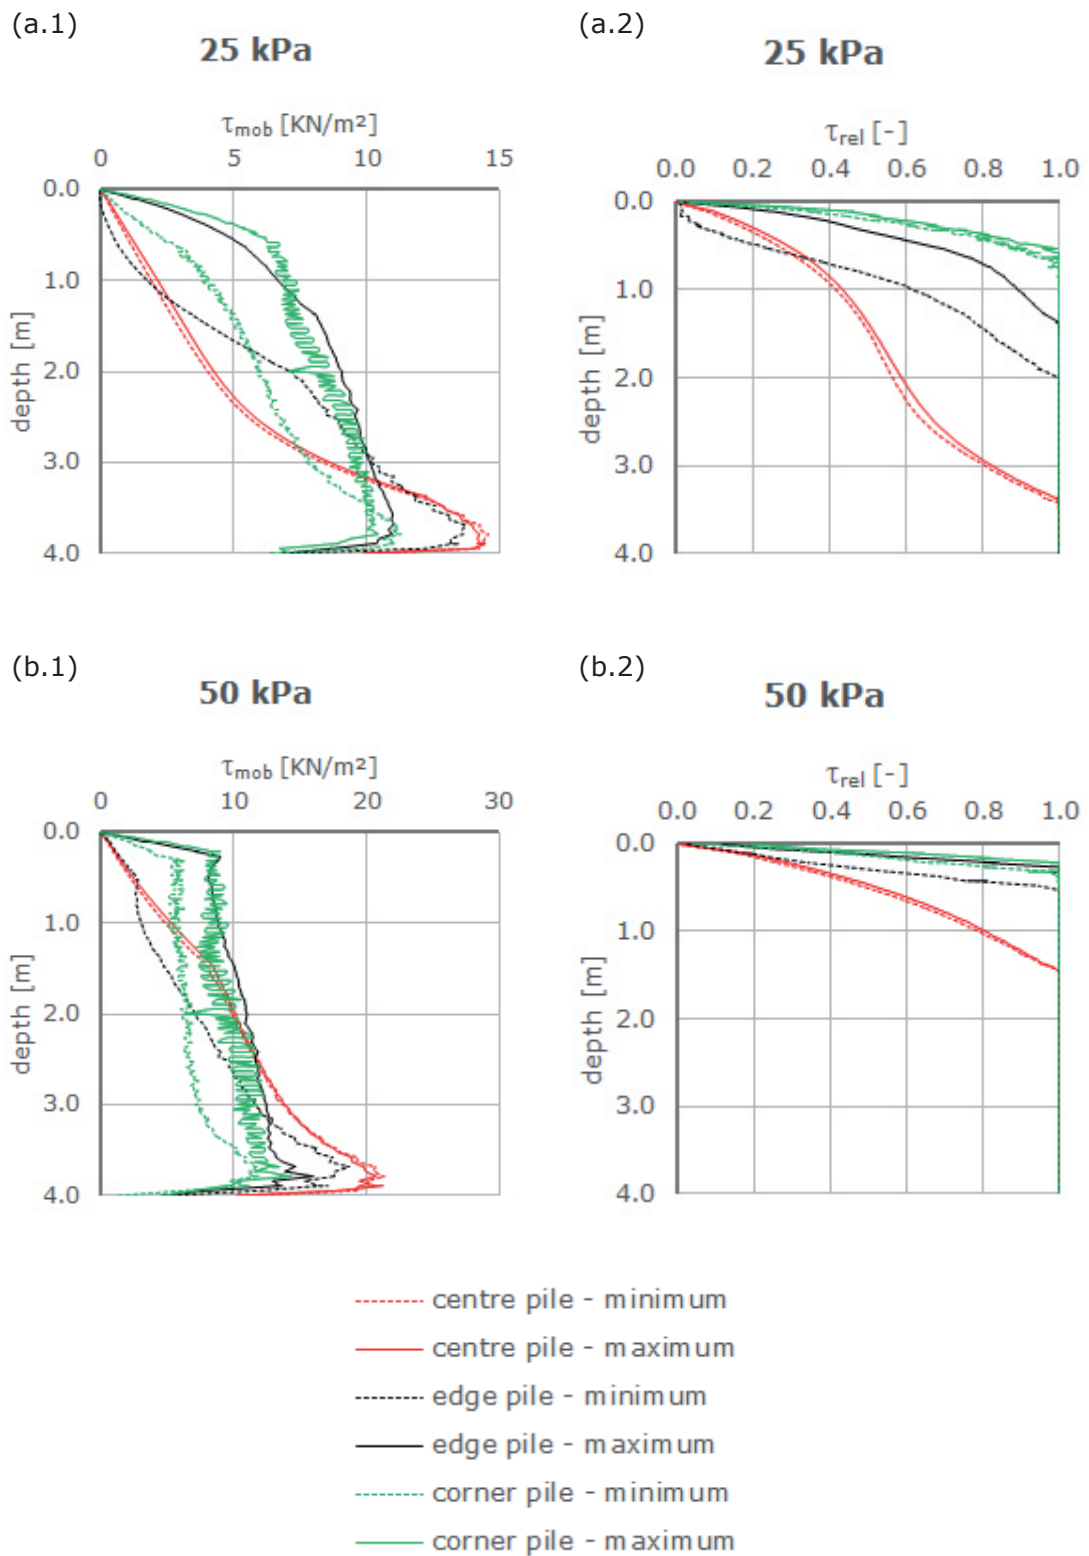 (a.1)
25 kPa
τmob [KN/m²]
0 5 10 15
0.0
1.0
2.0
3.0
4.0
depth [m]
(a.2)
25 kPa
τrel [-]
0.0 0.2 0.4 0.6 0.8 1.0
0.0
1.0
2.0
3.0
4.0
depth [m]
(b.1)
50 kPa
τmob [KN/m²]
0 10 20 30
0.0
1.0
2.0
3.0
4.0
depth [m]
(b.2)
50 kPa
τrel [-]
0.0 0.2 0.4 0.6 0.8 1.0
0.0
1.0
2.0
3.0
4.0
depth [m]
centre pile - minimum
centre pile - maximum
edge pile - minimum
edge pile - maximum
corner pile - minimum
corner pile - maximum